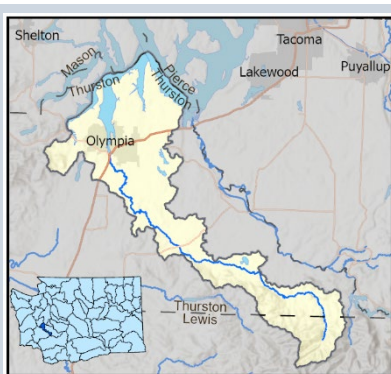 Shelton
Tacoma
Mason
Thurston
Pierce
Thurston
Lakewood
Puyallup
Olympia
Thurston
Lewis